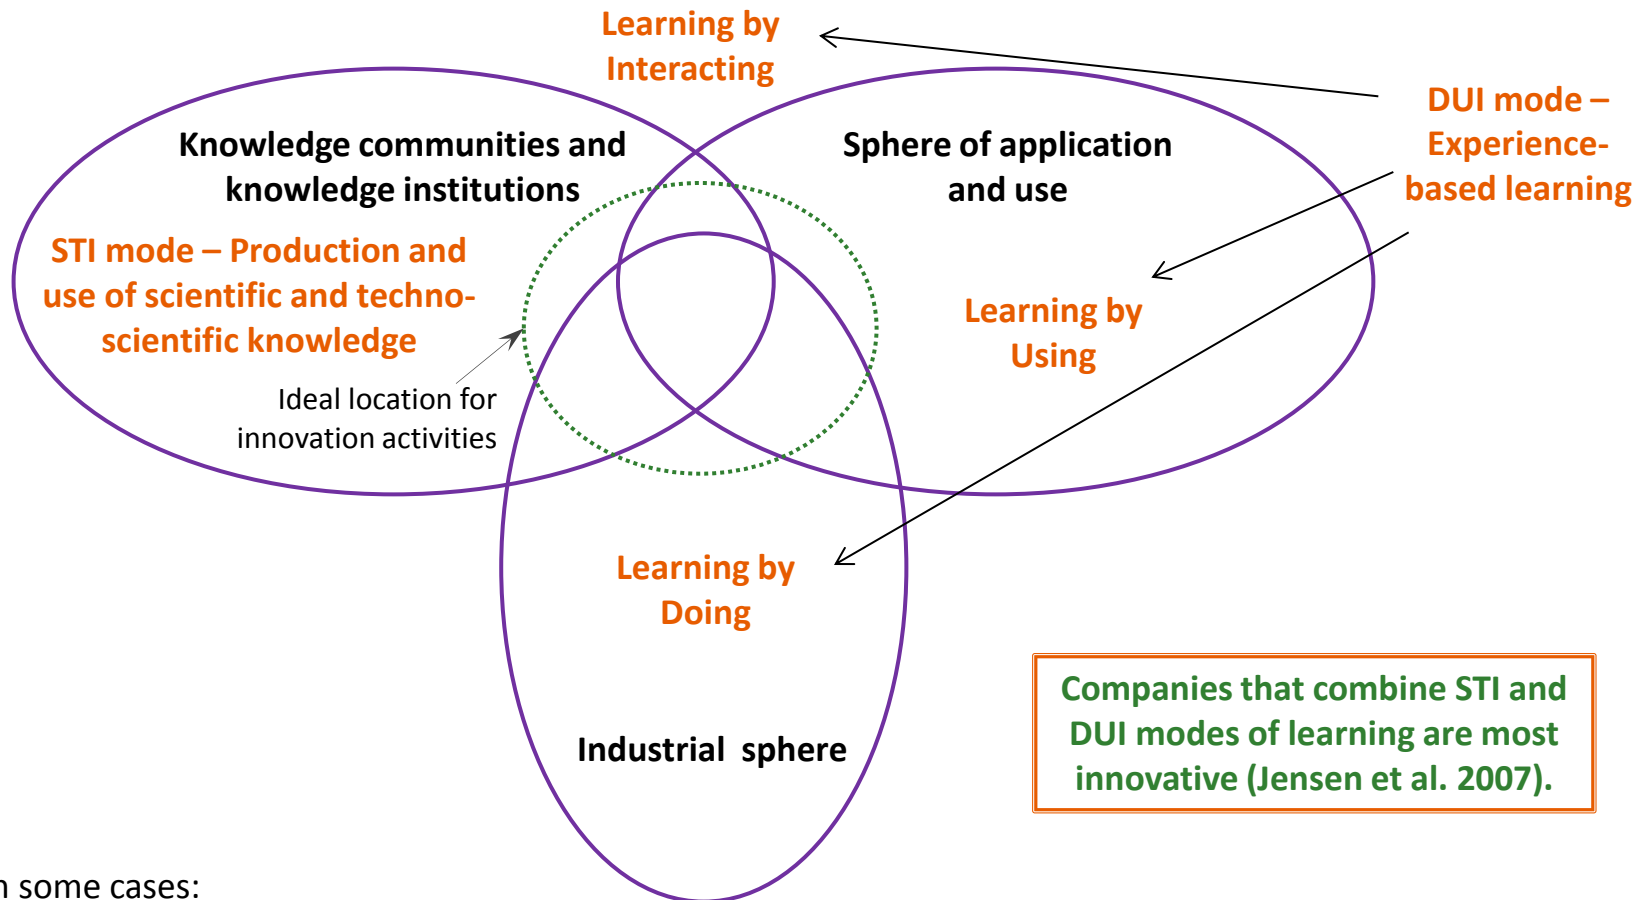 Learning by
Interacting
DUI mode –
Experience-
based learning
Knowledge communities and
knowledge institutions
Sphere of application
and use
STI mode – Production and
use of scientific and techno-
scientific knowledge
Learning by
Using
Ideal location for
innovation activities
Learning by
Doing
Industrial sphere
Companies that combine STI and
DUI modes of learning are most
innovative (Jensen et al. 2007).
n some cases: